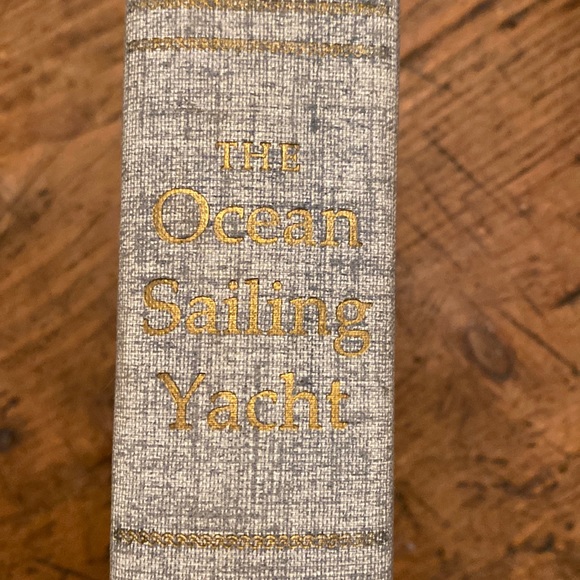 THE
Ocean
Sailing
Yacht